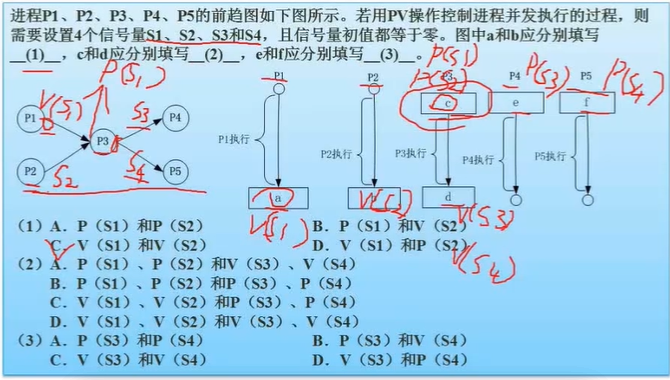 进程P1、P2、P3、P4、P5的前趋图如下图所示。若用PV操作控制进程并发执行的过程，则
需要设置4个信号量S1、S2、S3和S4，且信号量初值都等于零。图中a和b应分别填写
__(1)__，c和d应分别填写__(2)__，e和f应分别填写__(3)__。
P(S1)
P(S1)
P(S2)
P(S3)
P(S4)
P1 P2 P3 P4 P5
V(S1)
P1 S3 P4
P3
P2 S2 S4 P5
c e f
P1执行 P2执行 P3执行 P4执行 P5执行
a V(S2) d
V(S1) V(S3)
V(S4)
（1）A. P（S1）和P（S2） B. P（S1）和V（S2）
C. V（S1）和V（S2） D. V（S1）和P（S2）
（2）A. P（S1）、P（S2）和V（S3）、V（S4）
B. P（S1）、P（S2）和P（S3）、P（S4）
C. V（S1）、V（S2）和P（S3）、P（S4）
D. V（S1）、V（S2）和V（S3）、V（S4）
（3）A. P（S3）和P（S4） B. P（S3）和V（S4）
C. V（S3）和V（S4） D. V（S3）和P（S4）